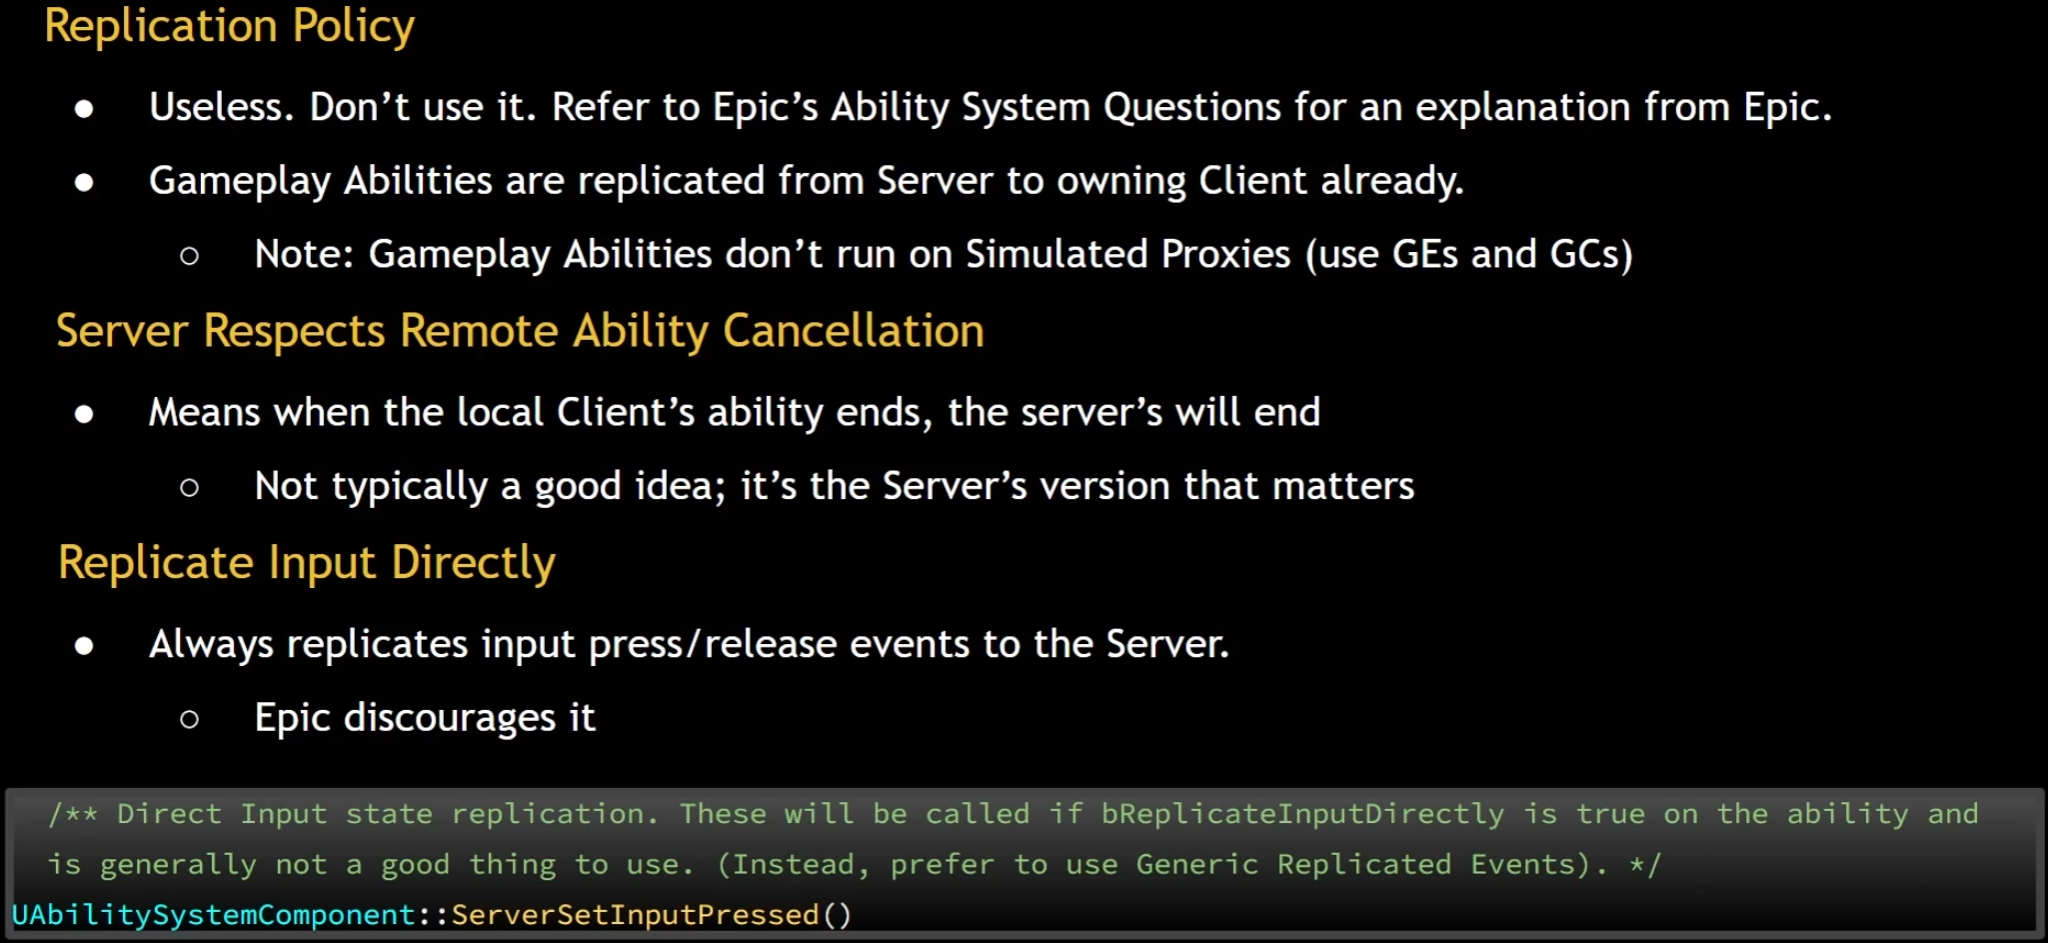 Replication Policy
● Useless. Don’t use it. Refer to Epic’s Ability System Questions for an explanation from Epic.
● Gameplay Abilities are replicated from Server to owning Client already.
○ Note: Gameplay Abilities don’t run on Simulated Proxies (use GEs and GCs)
Server Respects Remote Ability Cancellation
● Means when the local Client’s ability ends, the server’s will end
○ Not typically a good idea; it’s the Server’s version that matters
Replicate Input Directly
● Always replicates input press/release events to the Server.
○ Epic discourages it
/** Direct Input state replication. These will be called if bReplicateInputDirectly is true on the ability and
is generally not a good thing to use. (Instead, prefer to use Generic Replicated Events). */
UAbilitySystemComponent::ServerSetInputPressed()